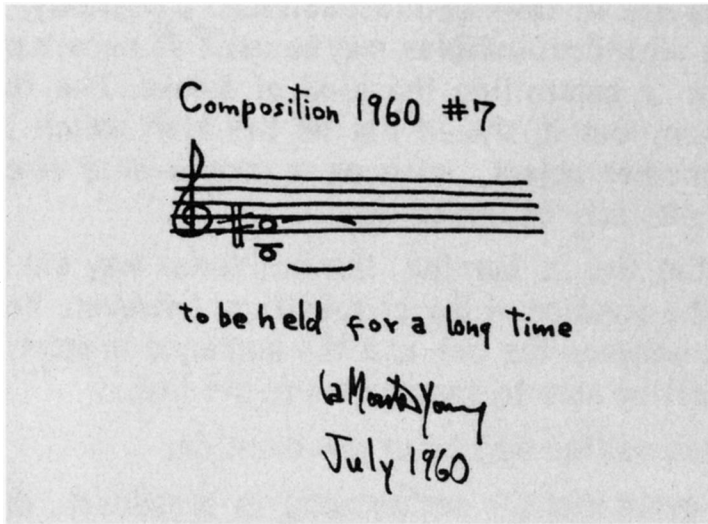 Composition 1960 #7
to be held for a long time
La Monte Young
July 1960